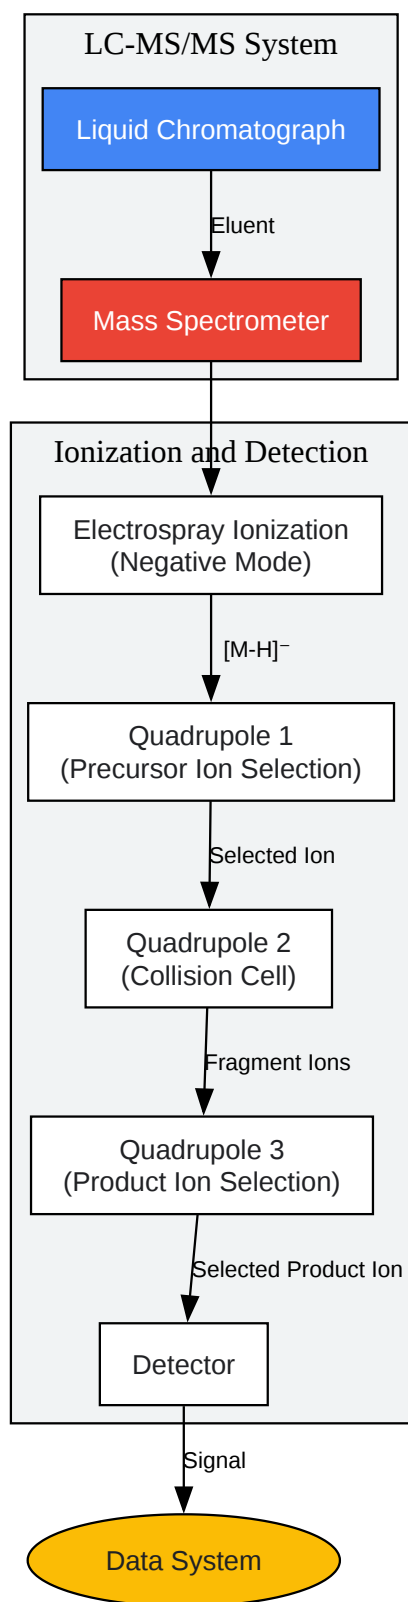 LC-MS/MS System
Liquid Chromatograph
Eluent
Mass Spectrometer
Ionization and Detection
Electrospray Ionization
(Negative Mode)
[M-H]⁻
Quadrupole 1
(Precursor Ion Selection)
Selected Ion
Quadrupole 2
(Collision Cell)
Fragment Ions
Quadrupole 3
(Product Ion Selection)
Selected Product Ion
Detector
Signal
Data System